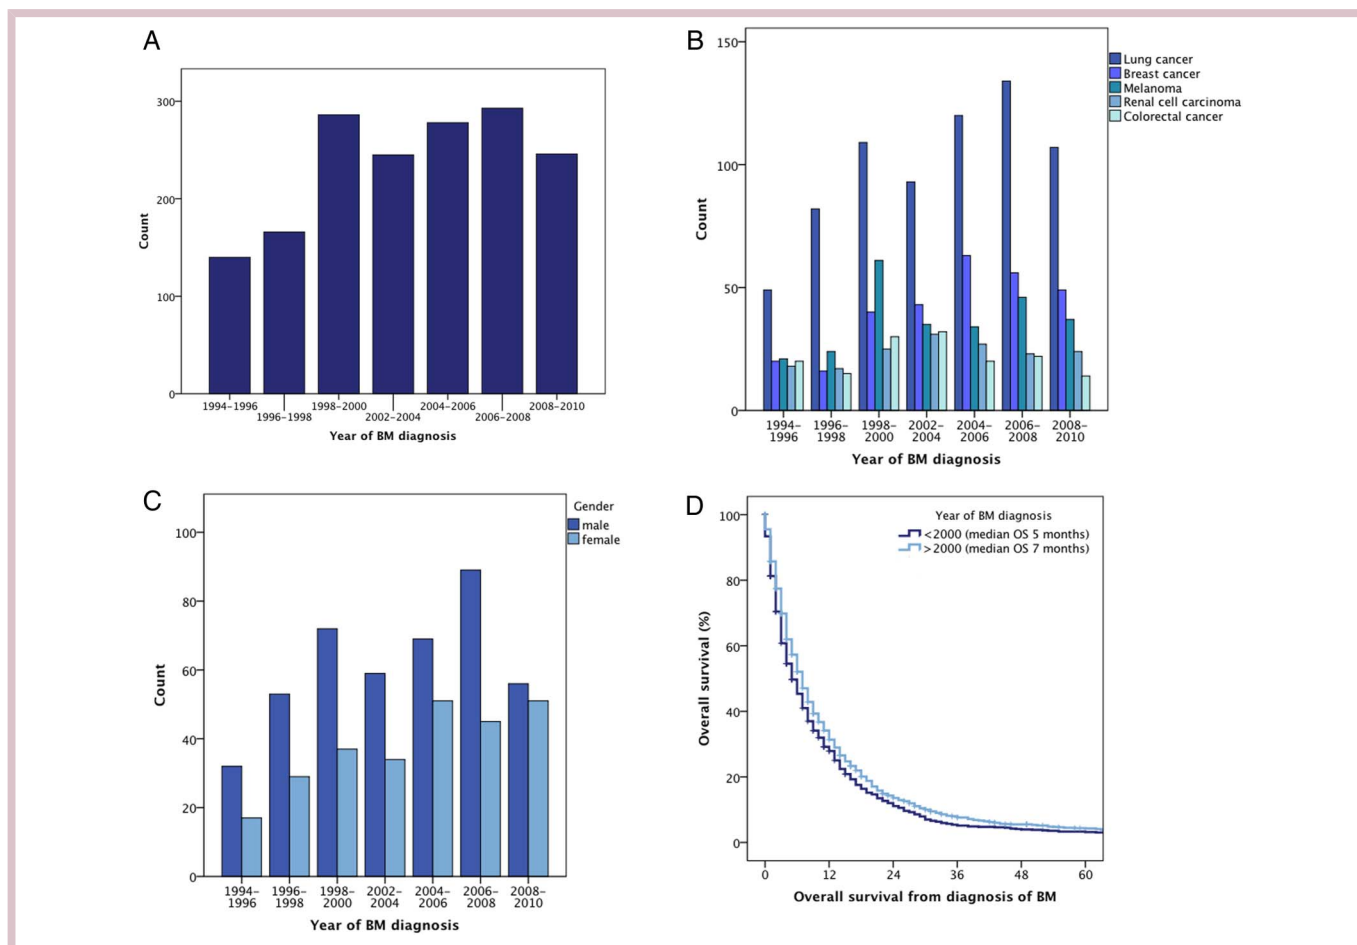 A
300
200
100
0
Count
1994–1996
1996–1998
1998–2000
2002–2004
2004–2006
2006–2008
2008–2010
Year of BM diagnosis
B
150
100
50
0
Count
1994–
1996
1996–
1998
1998–
2000
2002–
2004
2004–
2006
2006–
2008
2008–
2010
Year of BM diagnosis
Lung cancer
Breast cancer
Melanoma
Renal cell carcinoma
Colorectal cancer
C
100
80
60
40
20
0
Count
1994–
1996
1996–
1998
1998–
2000
2002–
2004
2004–
2006
2006–
2008
2008–
2010
Year of BM diagnosis
Gender
male
female
D
100
80
60
40
20
0
Overall survival (%)
Year of BM diagnosis
<2000 (median OS 5 months)
>2000 (median OS 7 months)
0 12 24 36 48 60
Overall survival from diagnosis of BM